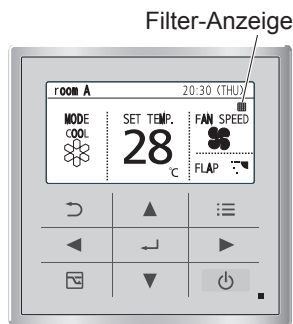 Filter-Anzeige
room A 20:30 (THU)
MODE SET TEMP. FAN SPEED
COOL
28
°C
FLAP